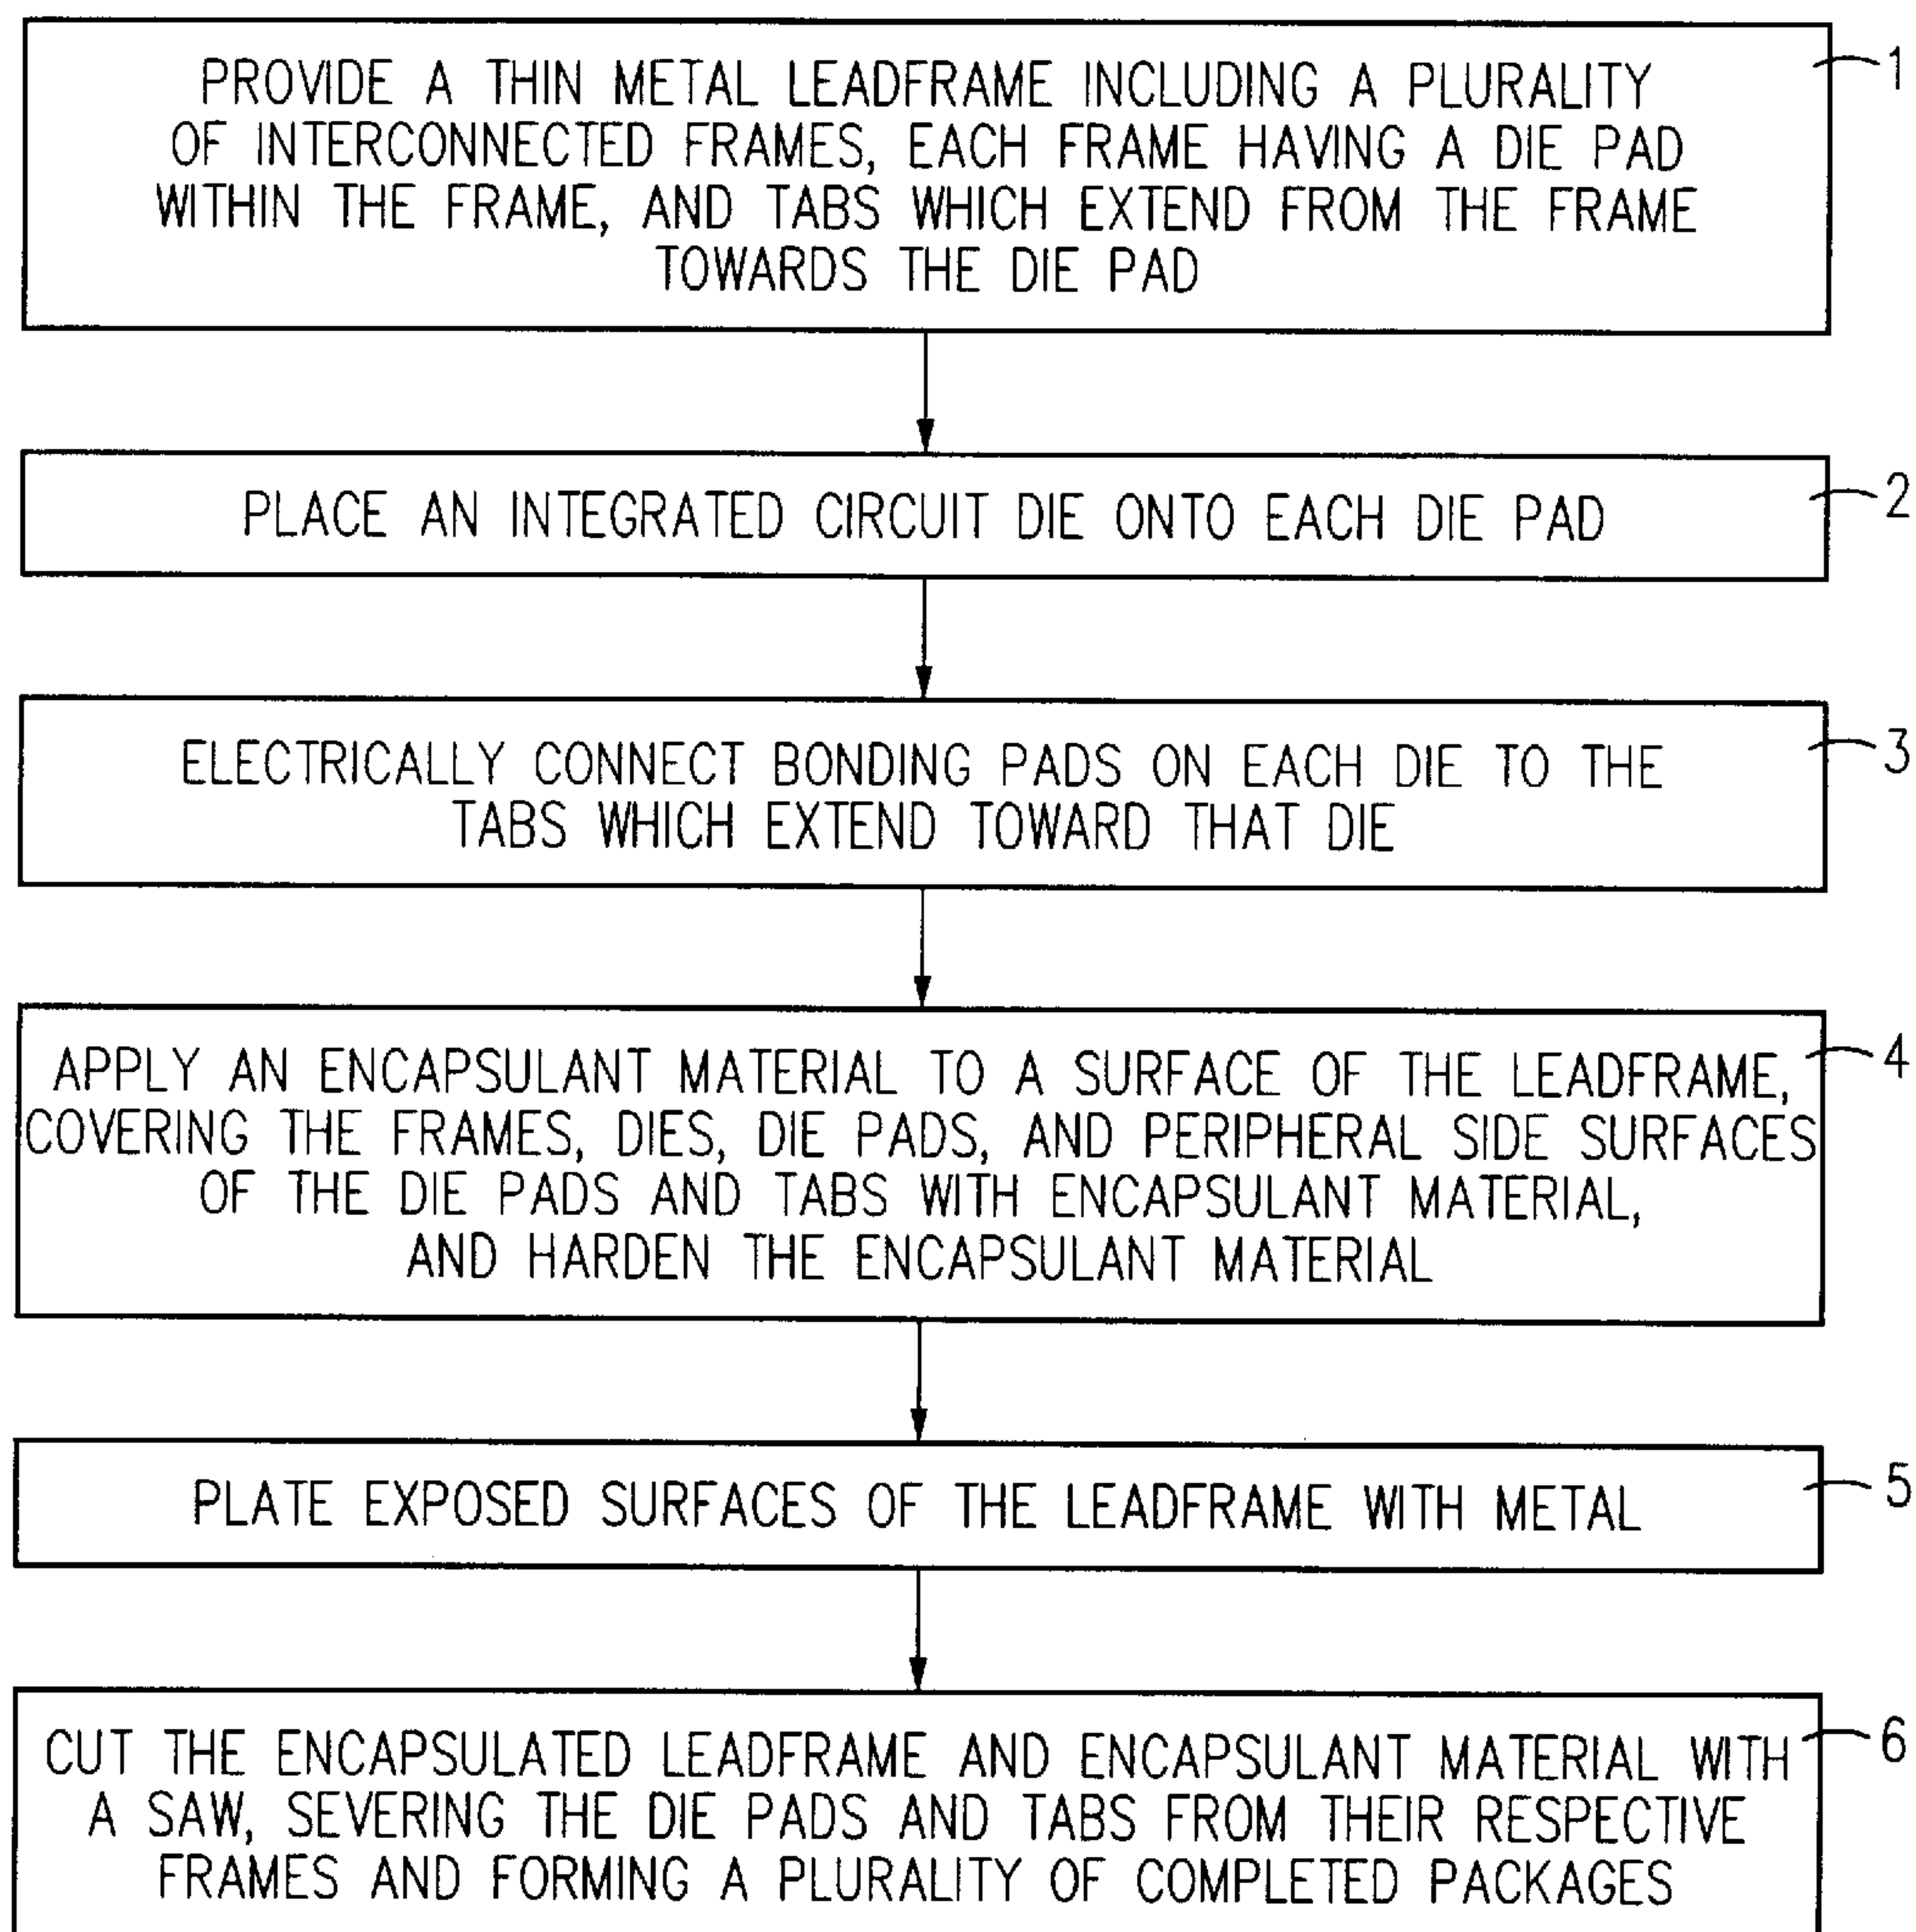 PROVIDE A THIN METAL LEADFRAME INCLUDING A PLURALITY 1
OF INTERCONNECTED FRAMES, EACH FRAME HAVING A DIE PAD
WITHIN THE FRAME, AND TABS WHICH EXTEND FROM THE FRAME
TOWARDS THE DIE PAD
PLACE AN INTEGRATED CIRCUIT DIE ONTO EACH DIE PAD 2
ELECTRICALLY CONNECT BONDING PADS ON EACH DIE TO THE 3
TABS WHICH EXTEND TOWARD THAT DIE
APPLY AN ENCAPSULANT MATERIAL TO A SURFACE OF THE LEADFRAME, 4
COVERING THE FRAMES, DIES, DIE PADS, AND PERIPHERAL SIDE SURFACES
OF THE DIE PADS AND TABS WITH ENCAPSULANT MATERIAL,
AND HARDEN THE ENCAPSULANT MATERIAL
PLATE EXPOSED SURFACES OF THE LEADFRAME WITH METAL 5
CUT THE ENCAPSULATED LEADFRAME AND ENCAPSULANT MATERIAL WITH 6
A SAW, SEVERING THE DIE PADS AND TABS FROM THEIR RESPECTIVE
FRAMES AND FORMING A PLURALITY OF COMPLETED PACKAGES